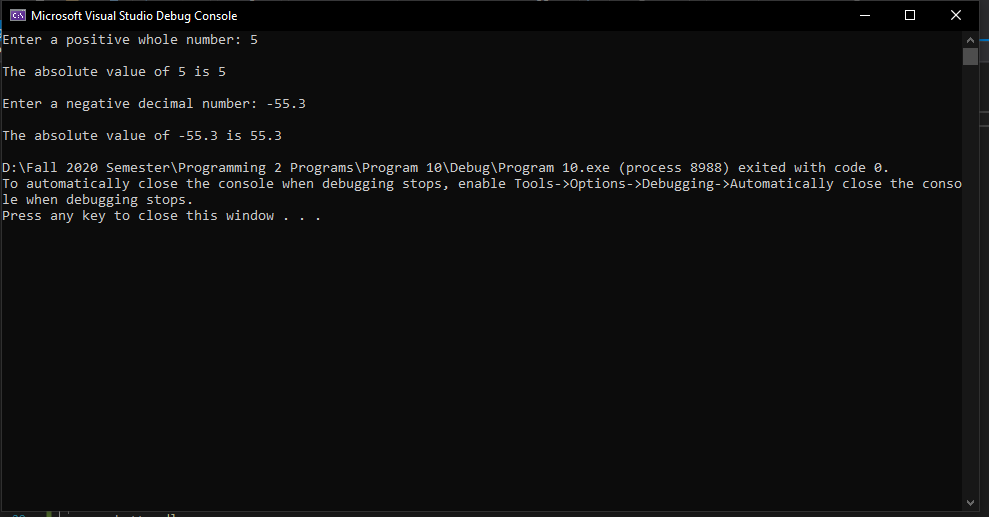 Microsoft Visual Studio Debug Console
Enter a positive whole number: 5
The absolute value of 5 is 5
Enter a negative decimal number: -55.3
The absolute value of -55.3 is 55.3
D:\Fall 2020 Semester\Programming 2 Programs\Program 10\Debug\Program 10.exe (process 8988) exited with code 0.
To automatically close the console when debugging stops, enable Tools->Options->Debugging->Automatically close the conso
le when debugging stops.
Press any key to close this window . . .